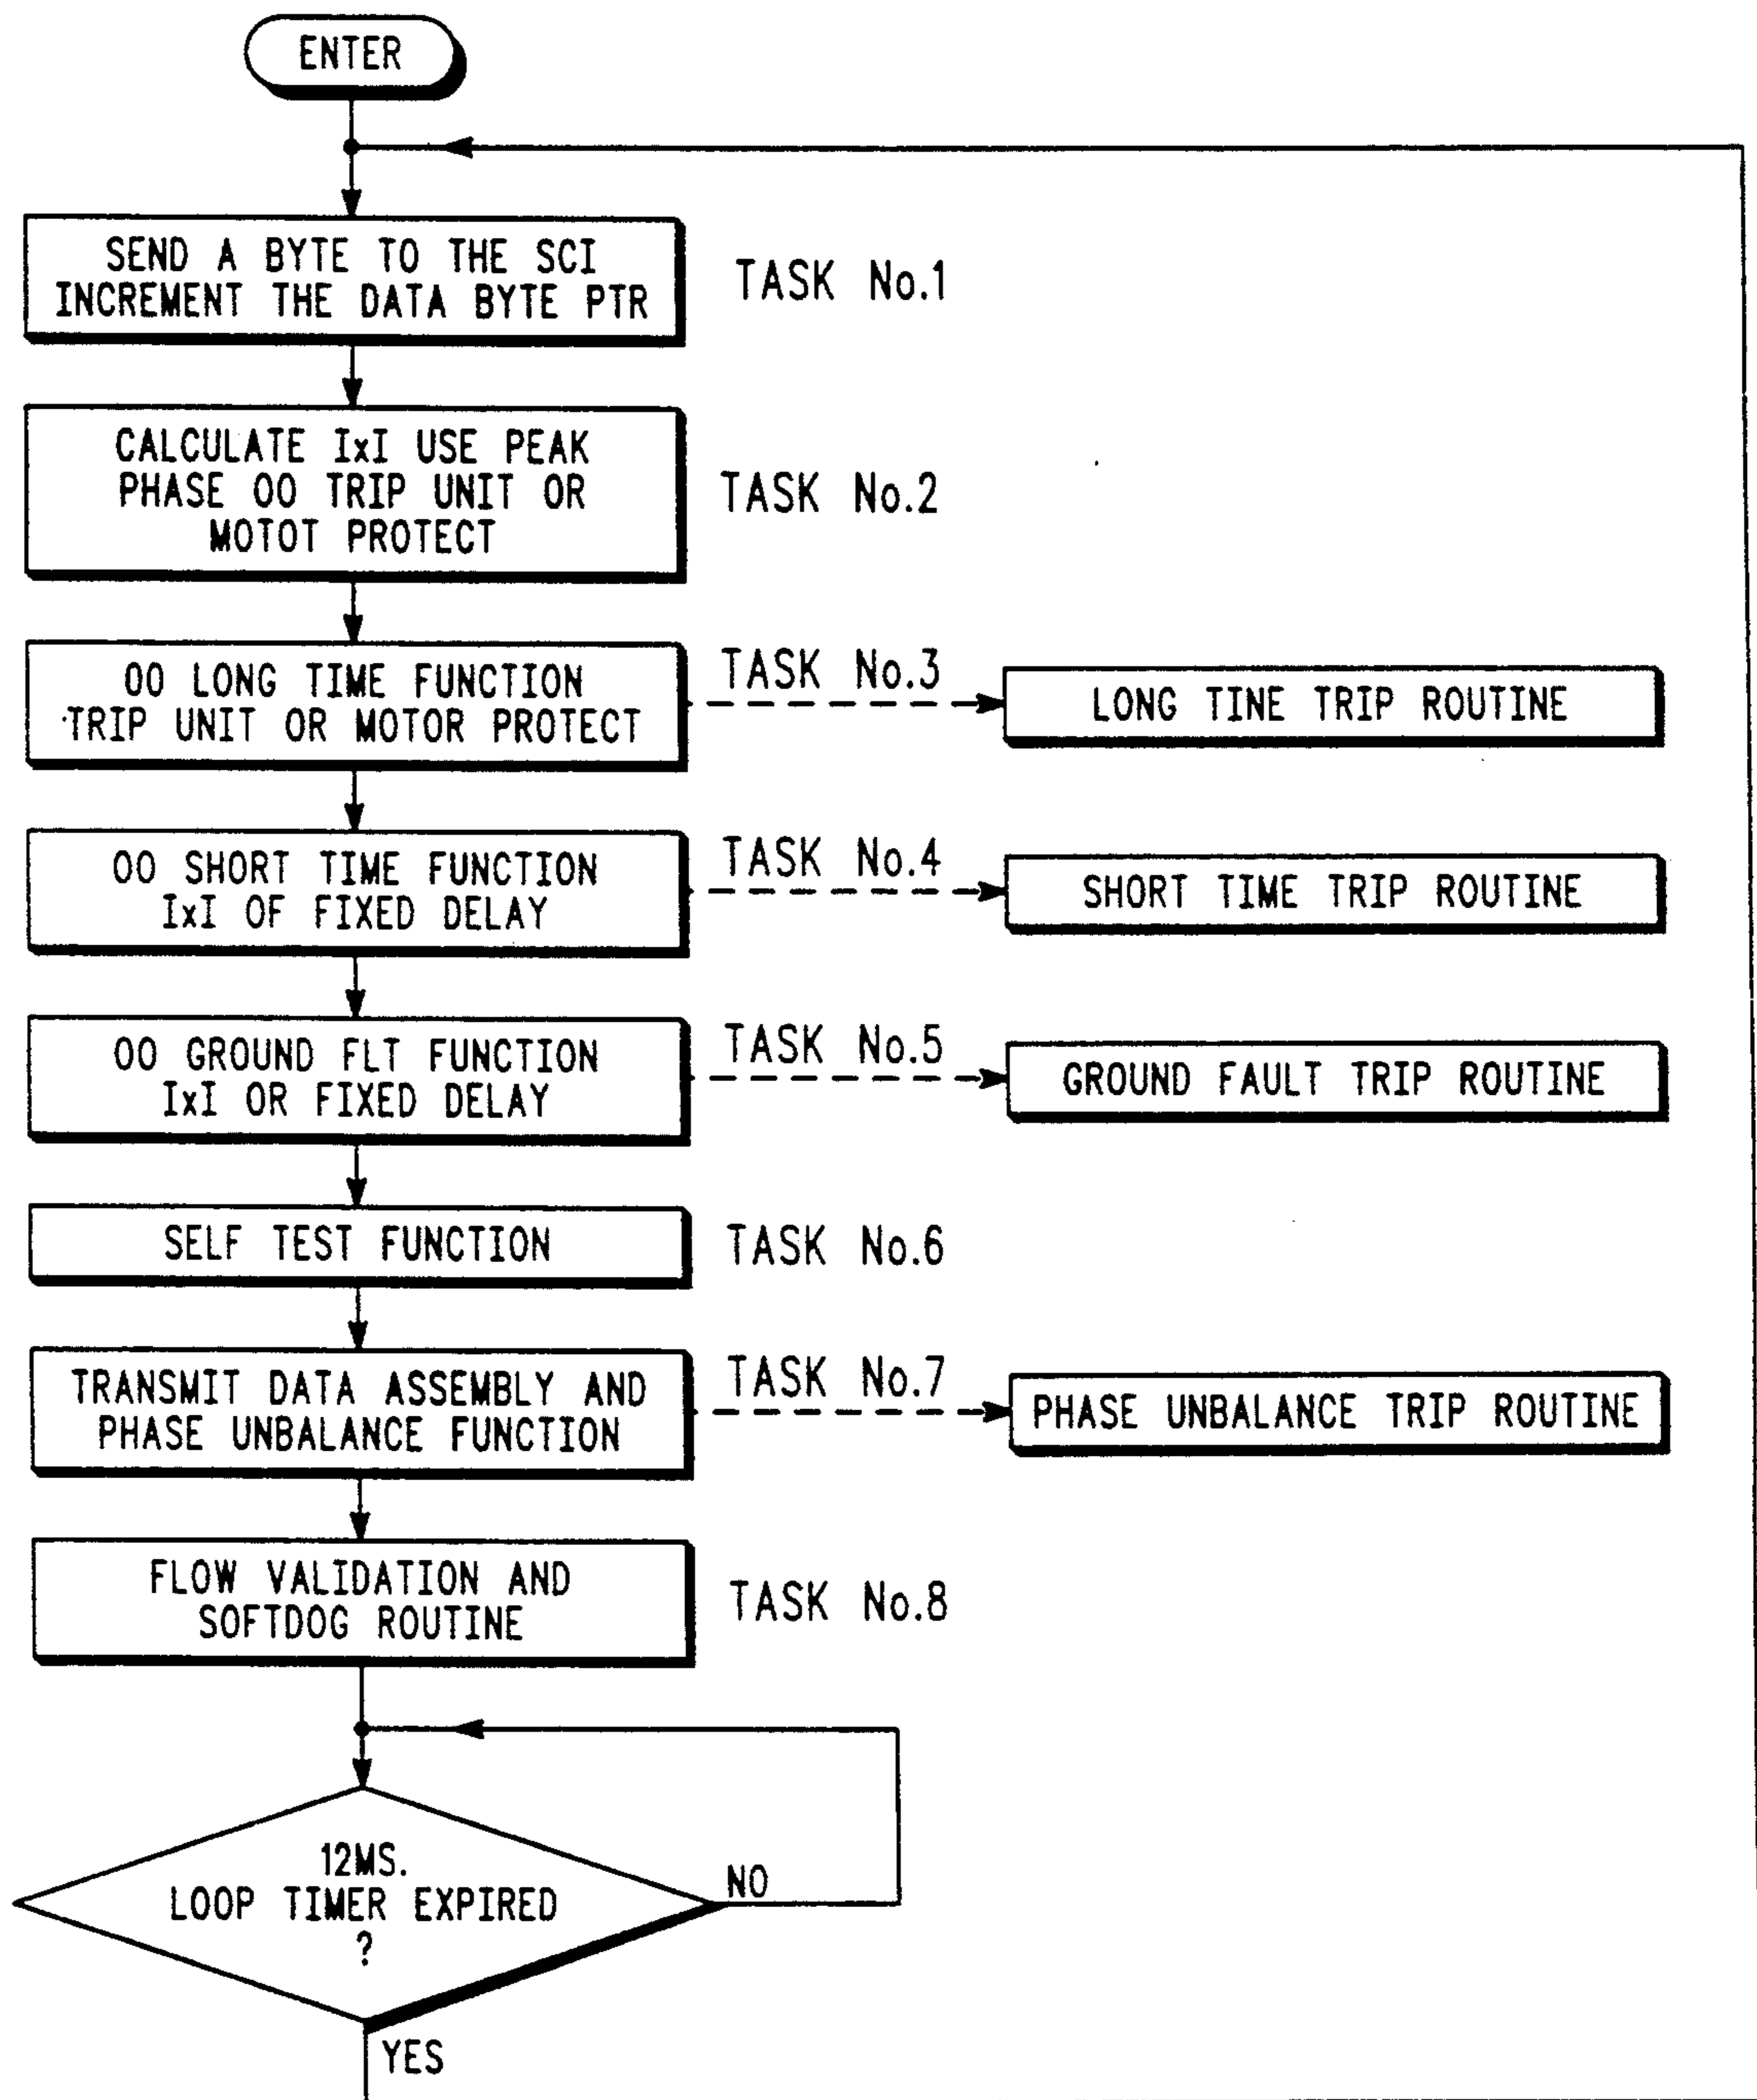 ENTER
SEND A BYTE TO THE SCI
INCREMENT THE DATA BYTE PTR
TASK No.1
CALCULATE IxI USE PEAK
PHASE OO TRIP UNIT OR
MOTOT PROTECT
TASK No.2
OO LONG TIME FUNCTION
TRIP UNIT OR MOTOR PROTECT
TASK No.3
LONG TINE TRIP ROUTINE
OO SHORT TIME FUNCTION
IxI OF FIXED DELAY
TASK No.4
SHORT TIME TRIP ROUTINE
OO GROUND FLT FUNCTION
IxI OR FIXED DELAY
TASK No.5
GROUND FAULT TRIP ROUTINE
SELF TEST FUNCTION
TASK No.6
TRANSMIT DATA ASSEMBLY AND
PHASE UNBALANCE FUNCTION
TASK No.7
PHASE UNBALANCE TRIP ROUTINE
FLOW VALIDATION AND
SOFTDOG ROUTINE
TASK No.8
12MS.
LOOP TIMER EXPIRED
?
NO
YES